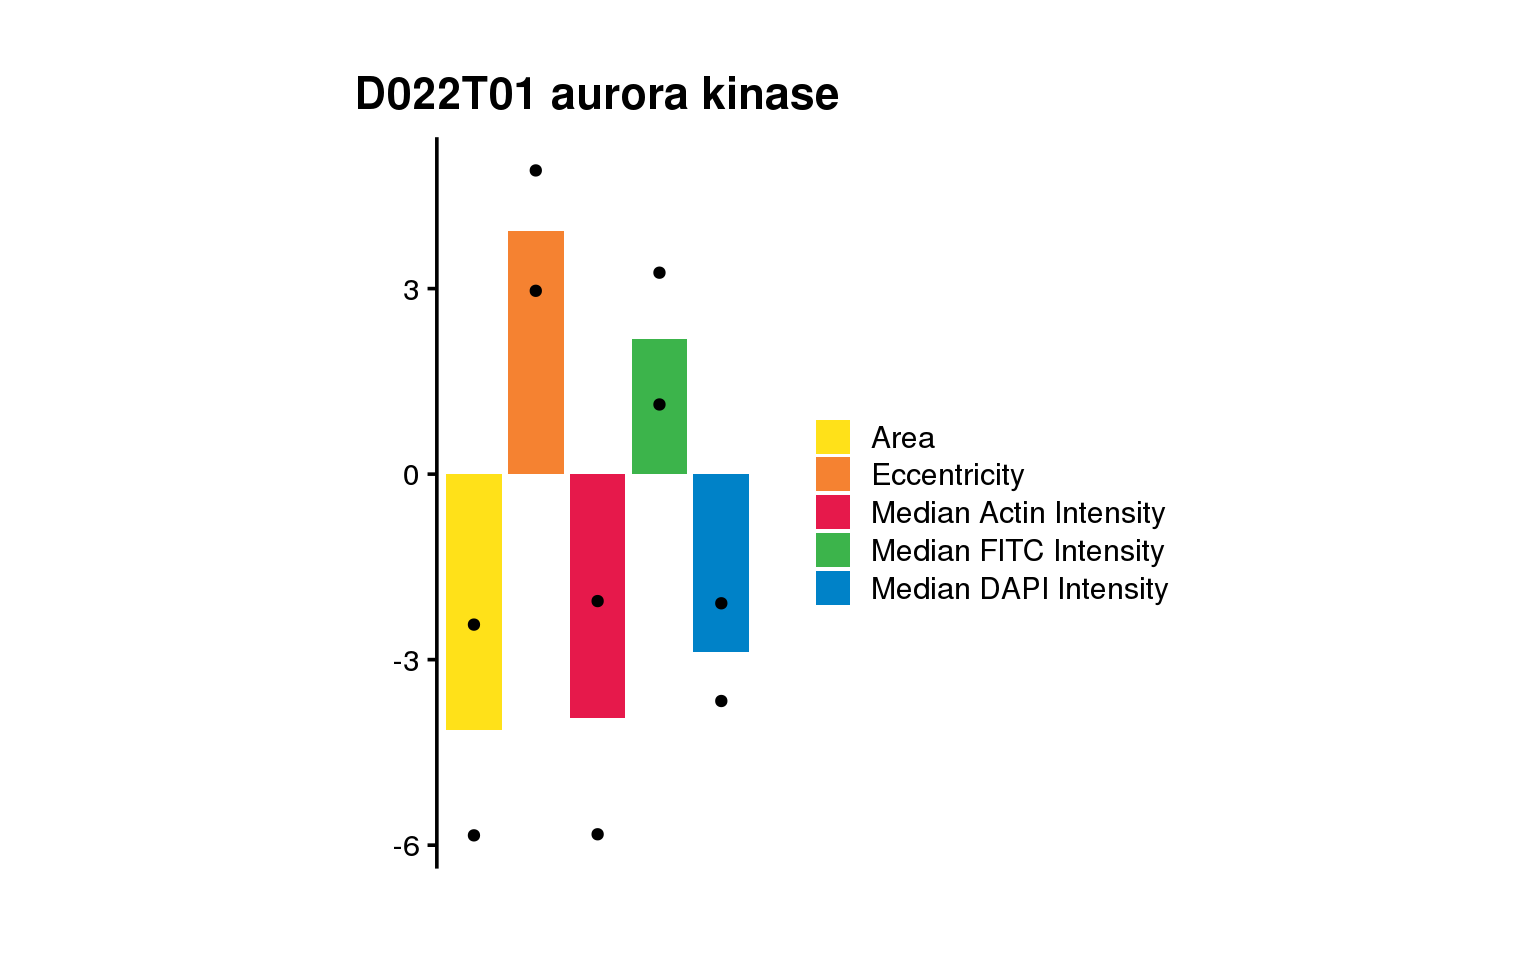 D022T01 aurora kinase
3
0
-3
-6
Area
Eccentricity
Median Actin Intensity
Median FITC Intensity
Median DAPI Intensity